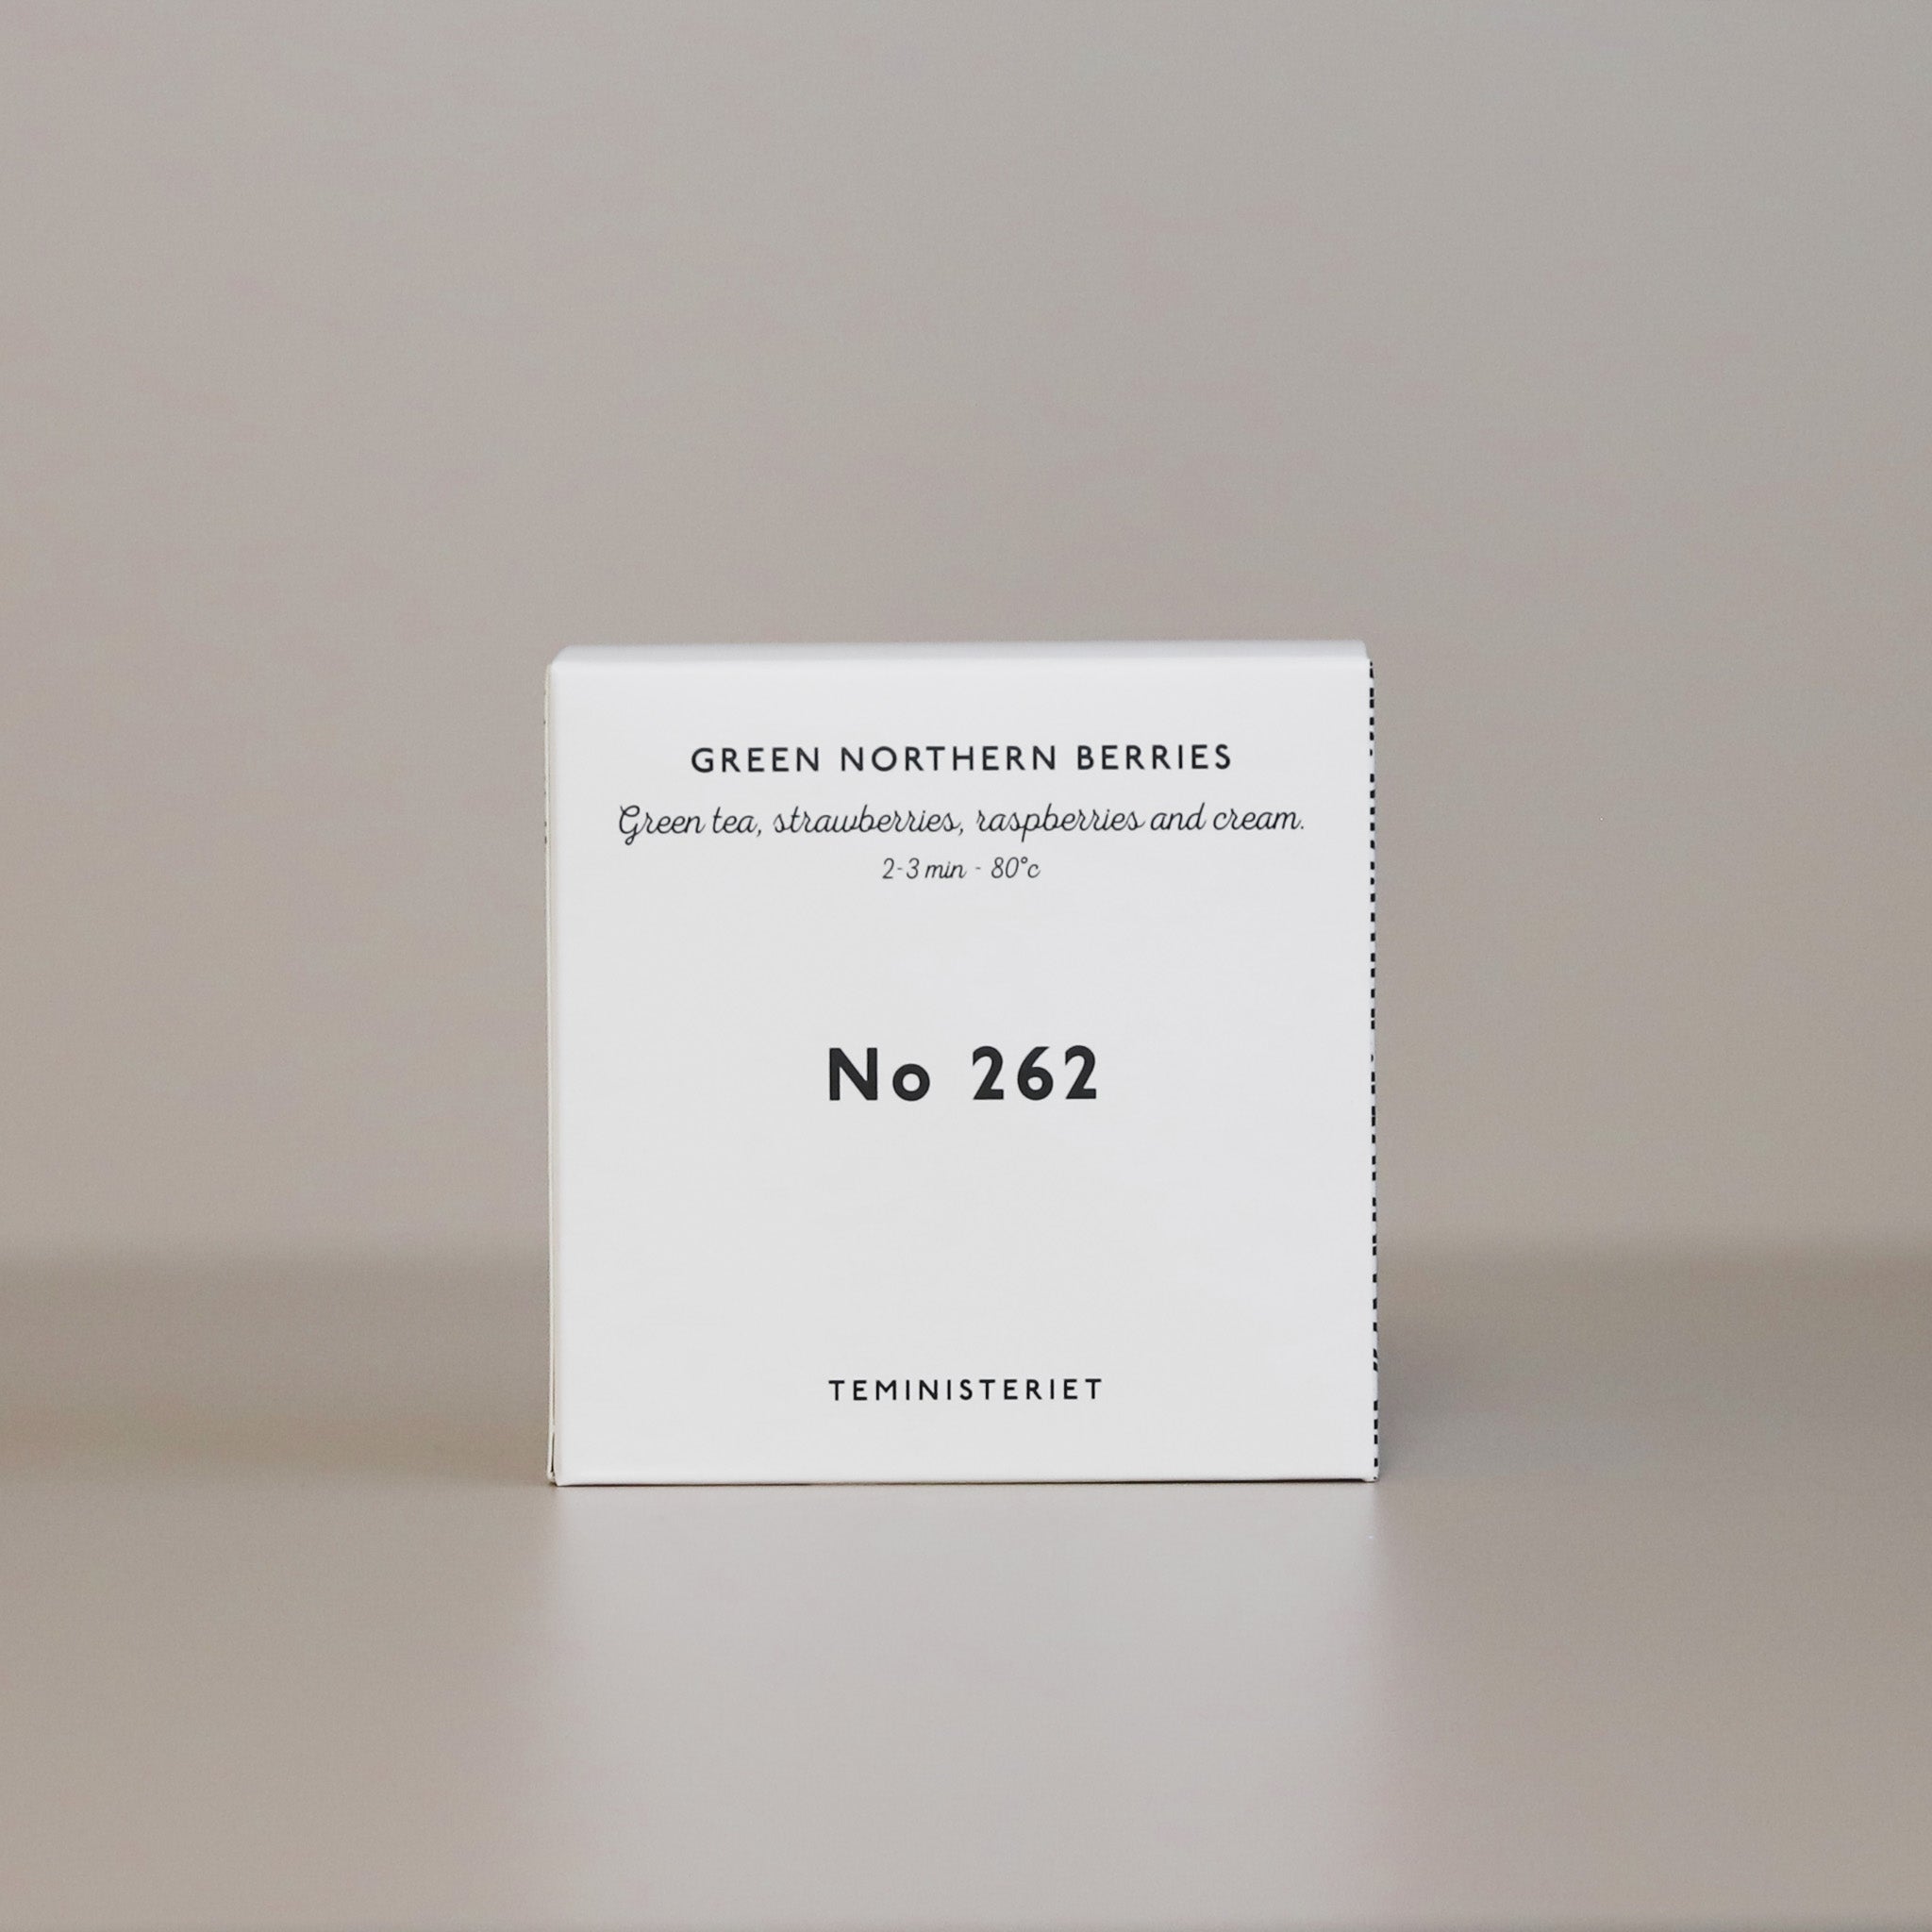 GREEN NORTHERN BERRIES
Green tea, strawberries, raspberries and cream.
2-3 min - 80°c
No 262
TEMINISTERIET